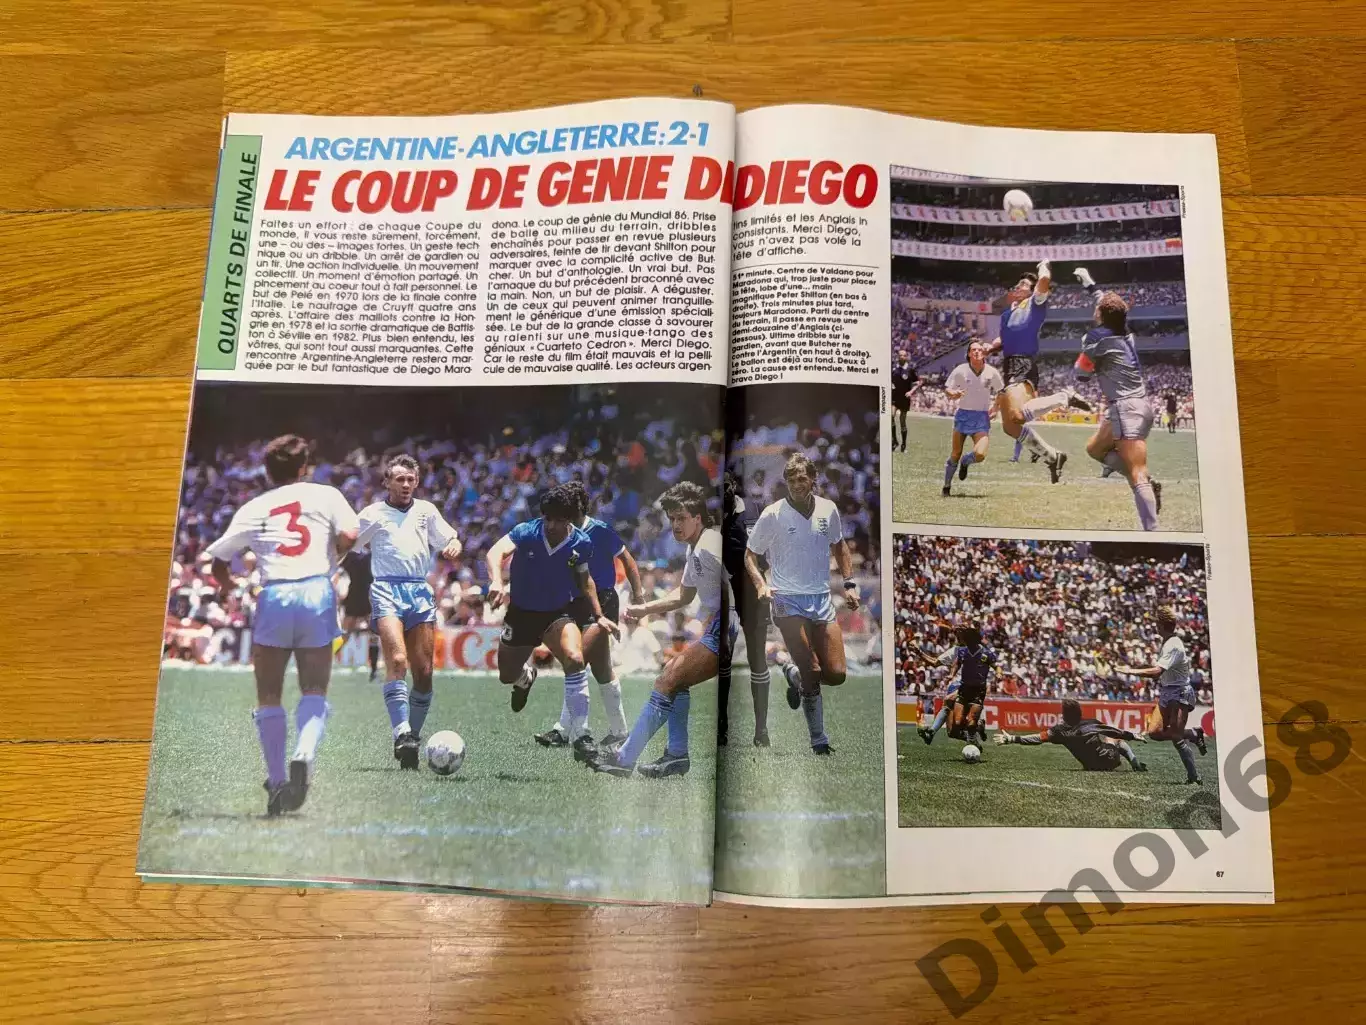 QUARTS DE FINALE
ARGENTINE-ANGLETERRE: 2-1
LE COUP DE GENIE DE DIEGO
Faites un effort : de chaque Coupe du
monde, il vous reste sûrement, forcément,
une – ou des – images fortes. Un geste tech
nique ou un dribble. Un arrêt de gardien ou
un tir. Une action individuelle. Un mouvement
collectif. Un moment d'émotion partagé. Un
pincement au cœur tout à fait personnel. Le
but de Pelé en 1970 lors de la finale contre
l'Italie. Le naufrage de Cruyff quatre ans
après. L'affaire des maillots contre la Hon-
grie en 1978 et la sortie dramatique de Battis-
ton à Séville en 1982. Plus bien entendu, les
vôtres, qui sont tout aussi marquantes. Cette
rencontre Argentine-Angleterre restera mar-
quée par le but fantastique de Diego Mara-
dona. Le coup de génie du Mundial 86. Prise
de balle au milieu du terrain, dribbles
enchaînés pour passer en revue plusieurs
adversaires, feinte de tir devant Shilton pour
marquer avec la complicité active de But-
cher. Un but d'anthologie. Un vrai but. Pas
l'arnaque du but précédent braconné avec
la main. Non, un but de plaisir. A déguster.
Un de ceux qui peuvent animer tranquille-
ment le générique d'une émission spéciali-
sée. Le but de la grande classe à savourer
au ralenti sur une musique-tango des
géniaux « Cuarteto Cedron ». Merci Diego.
Car le reste du film était mauvais et la pelli-
cule de mauvaise qualité. Les acteurs argen-
tins limités et les Anglais in
consistants. Merci Diego,
vous n'avez pas volé la
tête d'affiche.
51e minute. Centre de Valdano pour
Maradona qui, trop juste pour placer
la tête, lobe d'une... main
magnifique Peter Shilton (en bas à
droite). Trois minutes plus tard,
toujours Maradona. Parti du centre
du terrain, il passe en revue une
demi-douzaine d'Anglais (ci-
dessous). Ultime dribble sur le
gardien, avant que Butcher ne
contre l'Argentin (en haut à droite).
Le ballon est déjà au fond. Deux à
zéro. La cause est entendue. Merci et
bravo Diego !
Presse-Sports
Tempsport
Presse-Sports
3
VHS VIDEO
JVC
67
Dimon68